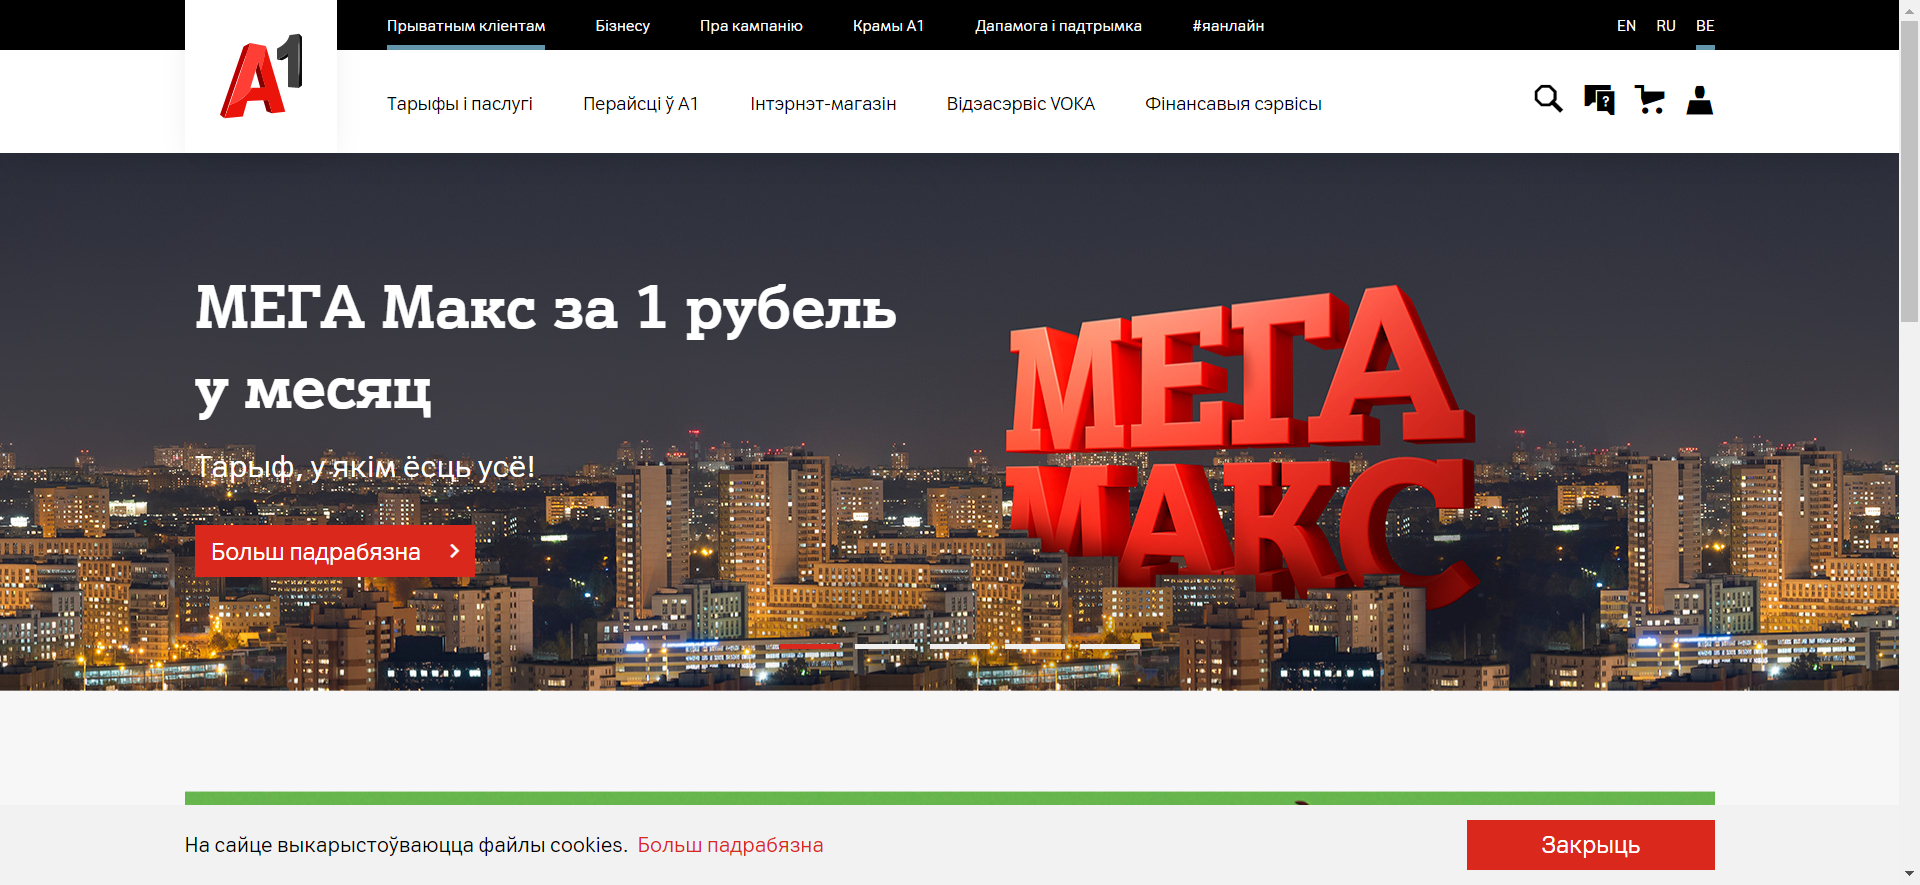 Прыватным кліентам
Бізнесу
Пра кампанію
Крамы А1
Дапамога і падтрымка
#яанлайн
EN
RU
BE
A1
Тарыфы і паслугі
Перайсці ў А1
Інтэрнэт-магазін
Відэасэрвіс VOKA
Фінансавыя сэрвісы
МЕГА Макс за 1 рубель
у месяц
Тарыф, у якім ёсць усё!
Больш падрабязна
МЕГА
МАКС
На сайце выкарыстоўваюцца файлы cookies. Больш падрабязна
Закрыць